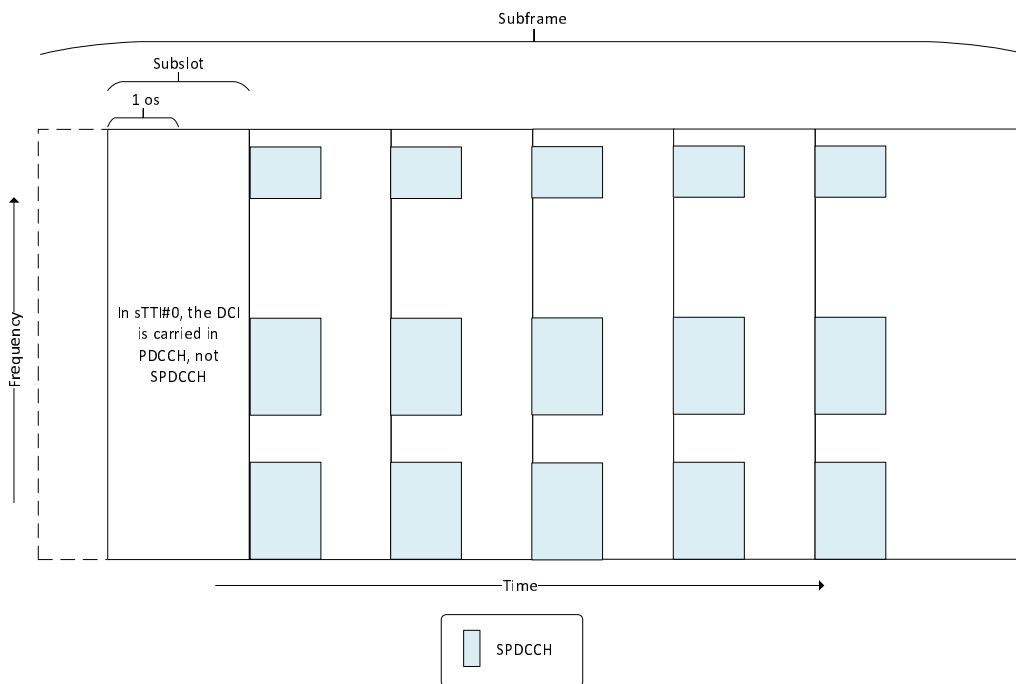 Subframe
Subslot
1 os
In sTTI#0, the DCI
is carried in
PDCCH, not
SPDCCH
Frequency
Time
SPDCCH